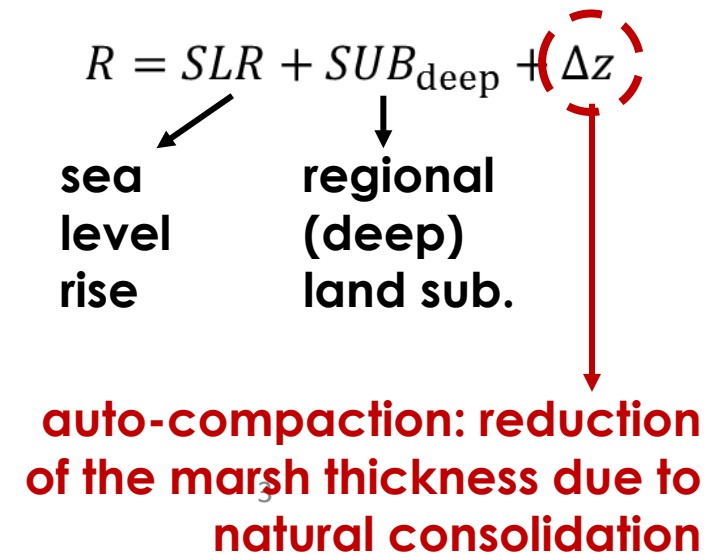 R = SLR + SUB_deep + Δz
sea level rise
regional (deep) land sub.
auto-compaction: reduction
of the marsh thickness due to
natural consolidation
3